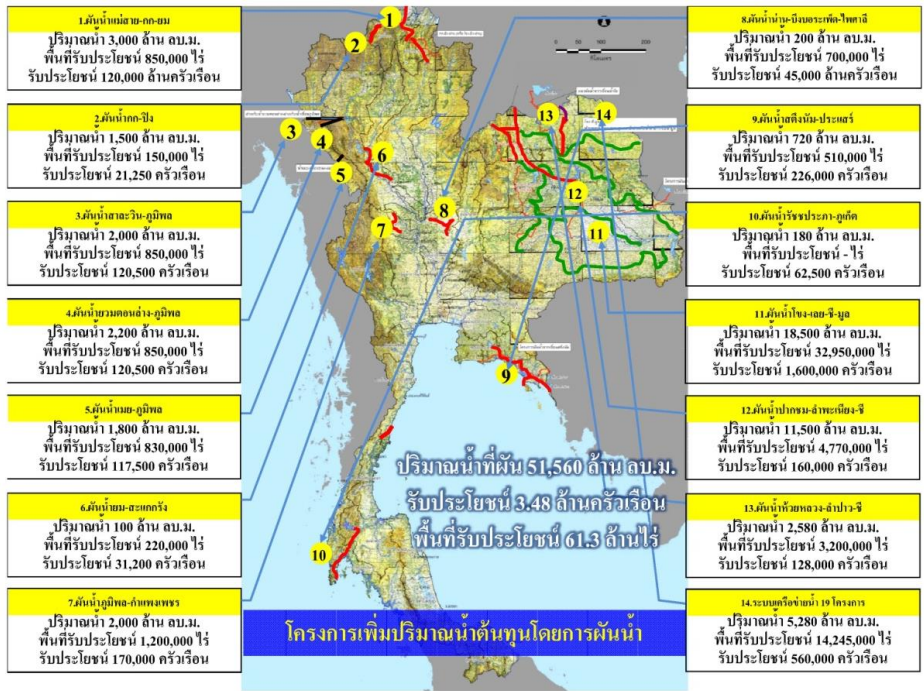 1.ผันน้ำแม่สาย-กก-ยม
ปริมาณน้ำ 3,000 ล้าน ลบ.ม.
พื้นที่รับประโยชน์ 850,000 ไร่
รับประโยชน์ 120,000 ล้านครัวเรือน
2.ผันน้ำกก-ปิง
ปริมาณน้ำ 1,500 ล้าน ลบ.ม.
พื้นที่รับประโยชน์ 150,000 ไร่
รับประโยชน์ 21,250 ครัวเรือน
3.ผันน้ำสาละวิน-ภูมิพล
ปริมาณน้ำ 2,000 ล้าน ลบ.ม.
พื้นที่รับประโยชน์ 850,000 ไร่
รับประโยชน์ 120,500 ครัวเรือน
4.ผันน้ำยวมตอนล่าง-ภูมิพล
ปริมาณน้ำ 2,200 ล้าน ลบ.ม.
พื้นที่รับประโยชน์ 850,000 ไร่
รับประโยชน์ 120,500 ครัวเรือน
5.ผันน้ำเมย-ภูมิพล
ปริมาณน้ำ 1,800 ล้าน ลบ.ม.
พื้นที่รับประโยชน์ 830,000 ไร่
รับประโยชน์ 117,500 ครัวเรือน
6.ผันน้ำยม-สะแกกรัง
ปริมาณน้ำ 100 ล้าน ลบ.ม.
พื้นที่รับประโยชน์ 220,000 ไร่
รับประโยชน์ 31,200 ครัวเรือน
7.ผันน้ำภูมิพล-กำแพงเพชร
ปริมาณน้ำ 2,000 ล้าน ลบ.ม.
พื้นที่รับประโยชน์ 1,200,000 ไร่
รับประโยชน์ 170,000 ครัวเรือน
1
2
3
4
5
6
7
8
9
10
11
12
13
14
0 50 100 200
กิโลเมตร
ปริมาณน้ำที่ผัน 51,560 ล้าน ลบ.ม.
รับประโยชน์ 3.48 ล้านครัวเรือน
พื้นที่รับประโยชน์ 61.3 ล้านไร่
โครงการเพิ่มปริมาณน้ำต้นทุนโดยการผันน้ำ
8.ผันน้ำน่าน-บึงบอระเพ็ด-ไพศาลี
ปริมาณน้ำ 200 ล้าน ลบ.ม.
พื้นที่รับประโยชน์ 700,000 ไร่
รับประโยชน์ 45,000 ล้านครัวเรือน
9.ผันน้ำสตึงนัม-ประแสร์
ปริมาณน้ำ 720 ล้าน ลบ.ม.
พื้นที่รับประโยชน์ 510,000 ไร่
รับประโยชน์ 226,000 ครัวเรือน
10.ผันน้ำรัชชประภา-ภูเก็ต
ปริมาณน้ำ 180 ล้าน ลบ.ม.
พื้นที่รับประโยชน์ - ไร่
รับประโยชน์ 62,500 ครัวเรือน
11.ผันน้ำโขง-เลย-ชี-มูล
ปริมาณน้ำ 18,500 ล้าน ลบ.ม.
พื้นที่รับประโยชน์ 32,950,000 ไร่
รับประโยชน์ 1,600,000 ครัวเรือน
12.ผันน้ำปากชม-ลำพะเนียง-ชี
ปริมาณน้ำ 11,500 ล้าน ลบ.ม.
พื้นที่รับประโยชน์ 4,770,000 ไร่
รับประโยชน์ 160,000 ครัวเรือน
13.ผันน้ำห้วยหลวง-ลำปาว-ชี
ปริมาณน้ำ 2,580 ล้าน ลบ.ม.
พื้นที่รับประโยชน์ 3,200,000 ไร่
รับประโยชน์ 128,000 ครัวเรือน
14.ระบบเครือข่ายน้ำ 19 โครงการ
ปริมาณน้ำ 5,280 ล้าน ลบ.ม.
พื้นที่รับประโยชน์ 14,245,000 ไร่
รับประโยชน์ 560,000 ครัวเรือน